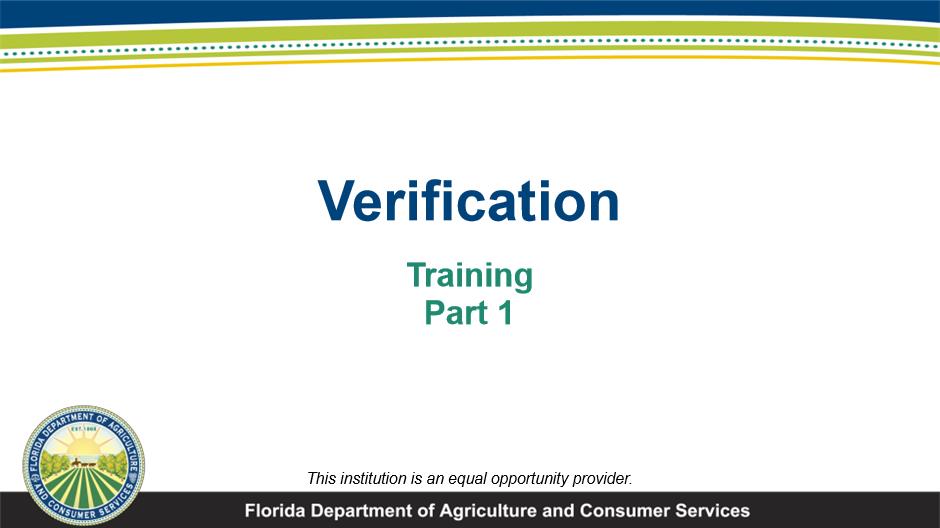 Verification
Training
Part 1
This institution is an equal opportunity provider.
FLORIDA DEPARTMENT OF AGRICULTURE
EST. 1868
AND CONSUMER SERVICES
Florida Department of Agriculture and Consumer Services